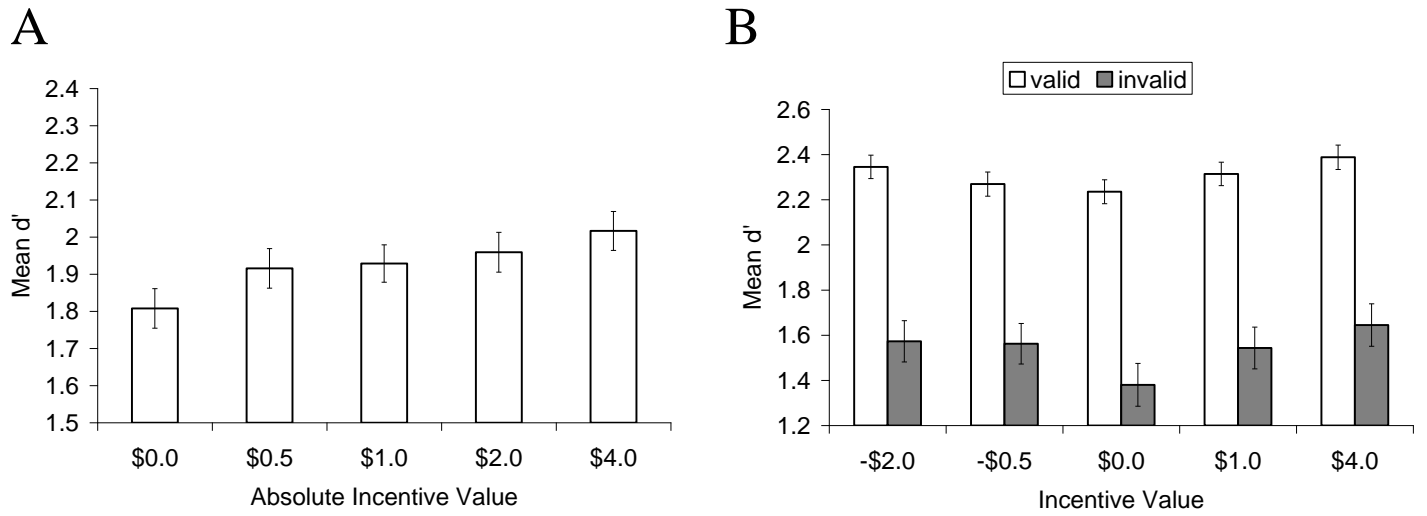 A
2.4
2.3
2.2
2.1
2
1.9
1.8
1.7
1.6
1.5
Mean d'
$0.0 $0.5 $1.0 $2.0 $4.0
Absolute Incentive Value
B
valid invalid
2.6
2.4
2.2
2
1.8
1.6
1.4
1.2
Mean d'
-$2.0 -$0.5 $0.0 $1.0 $4.0
Incentive Value